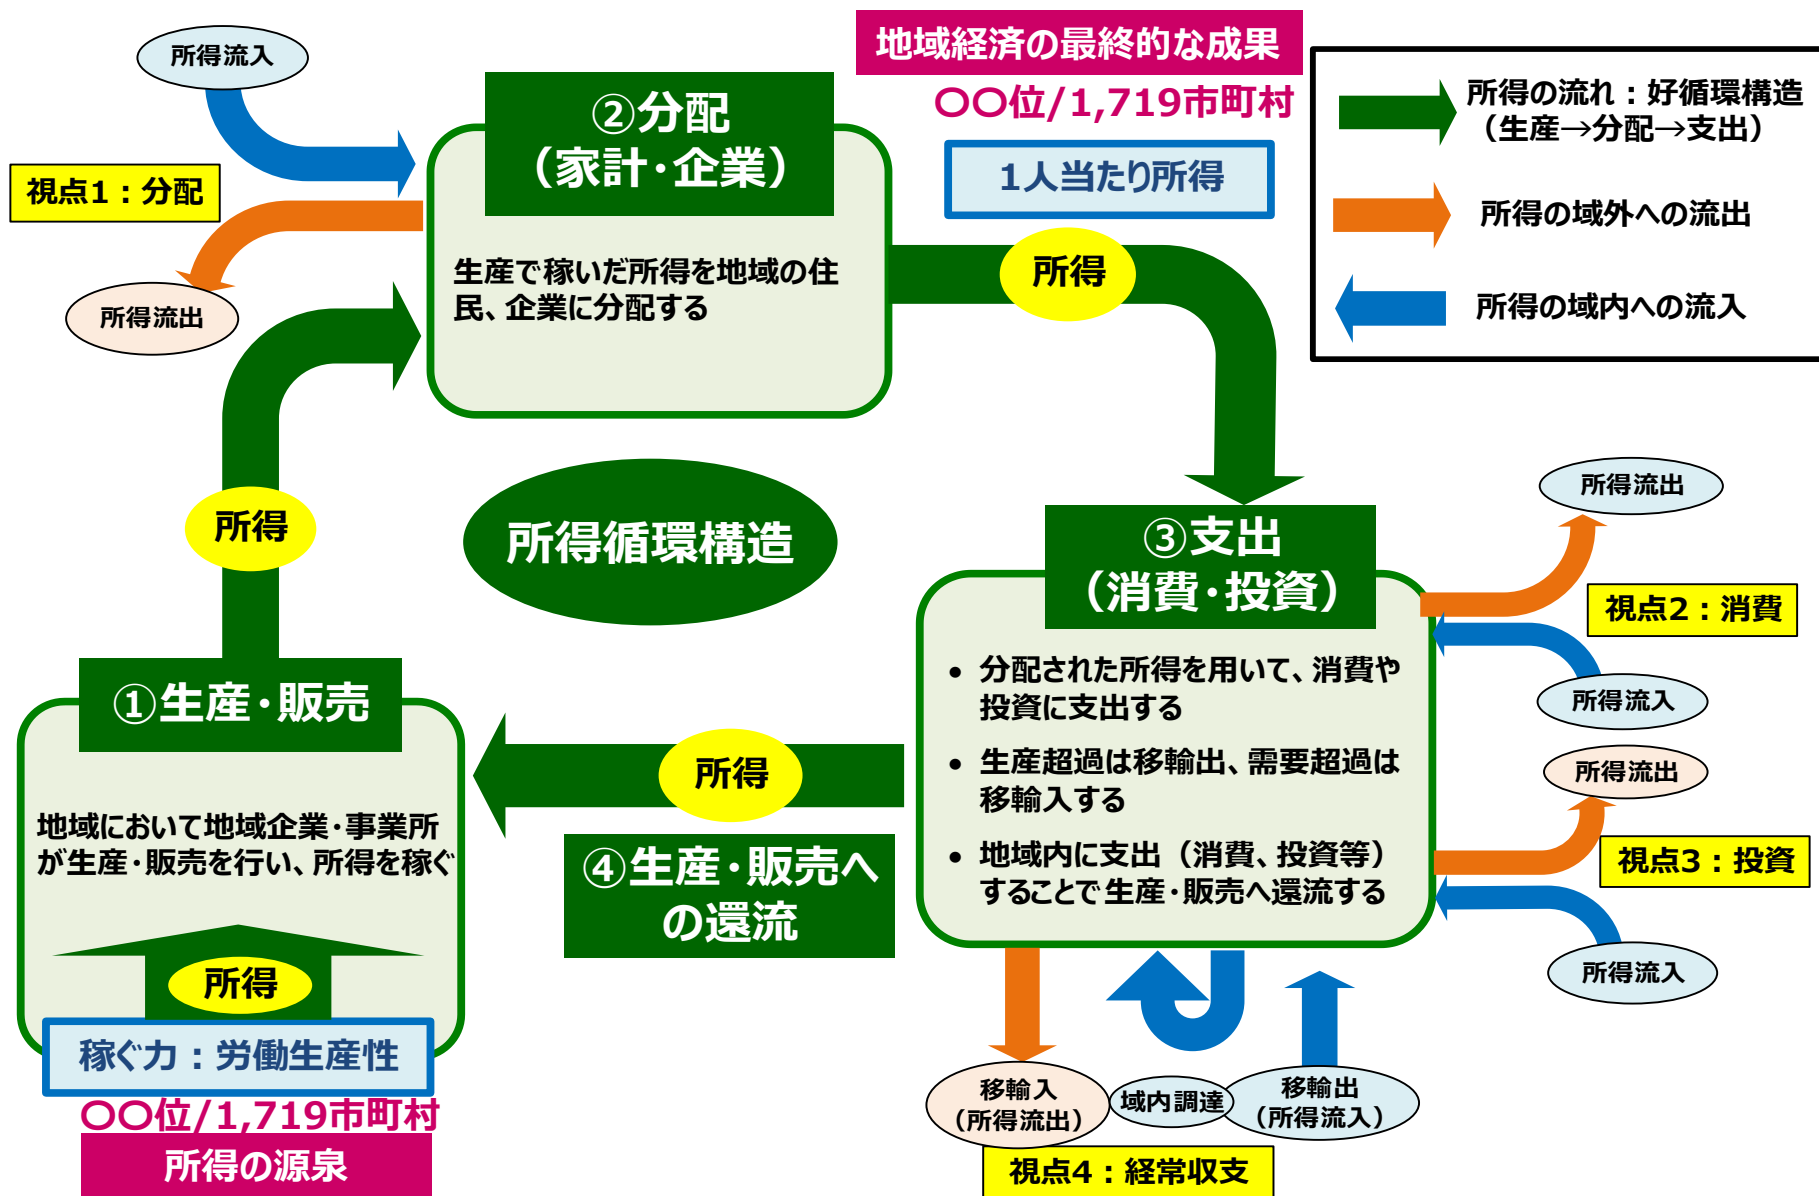 所得流入
地域経済の最終的な成果
〇〇位/1,719市町村
1人当たり所得
所得の流れ：好循環構造
（生産→分配→支出）
所得の域外への流出
所得の域内への流入
②分配
（家計・企業）
視点1：分配
生産で稼いだ所得を地域の住
民、企業に分配する
所得流出
所得
所得
所得循環構造
③支出
（消費・投資）
・分配された所得を用いて、消費や
投資に支出する
・生産超過は移輸出、需要超過は
移輸入する
・地域内に支出（消費、投資等）
することで生産・販売へ還流する
所得流出
視点2：消費
所得流入
所得流出
視点3：投資
所得流入
①生産・販売
地域において地域企業・事業所
が生産・販売を行い、所得を稼ぐ
所得
④生産・販売へ
の還流
所得
稼ぐ力：労働生産性
〇〇位/1,719市町村
所得の源泉
移輸入
（所得流出）
域内調達
移輸出
（所得流入）
視点4：経常収支